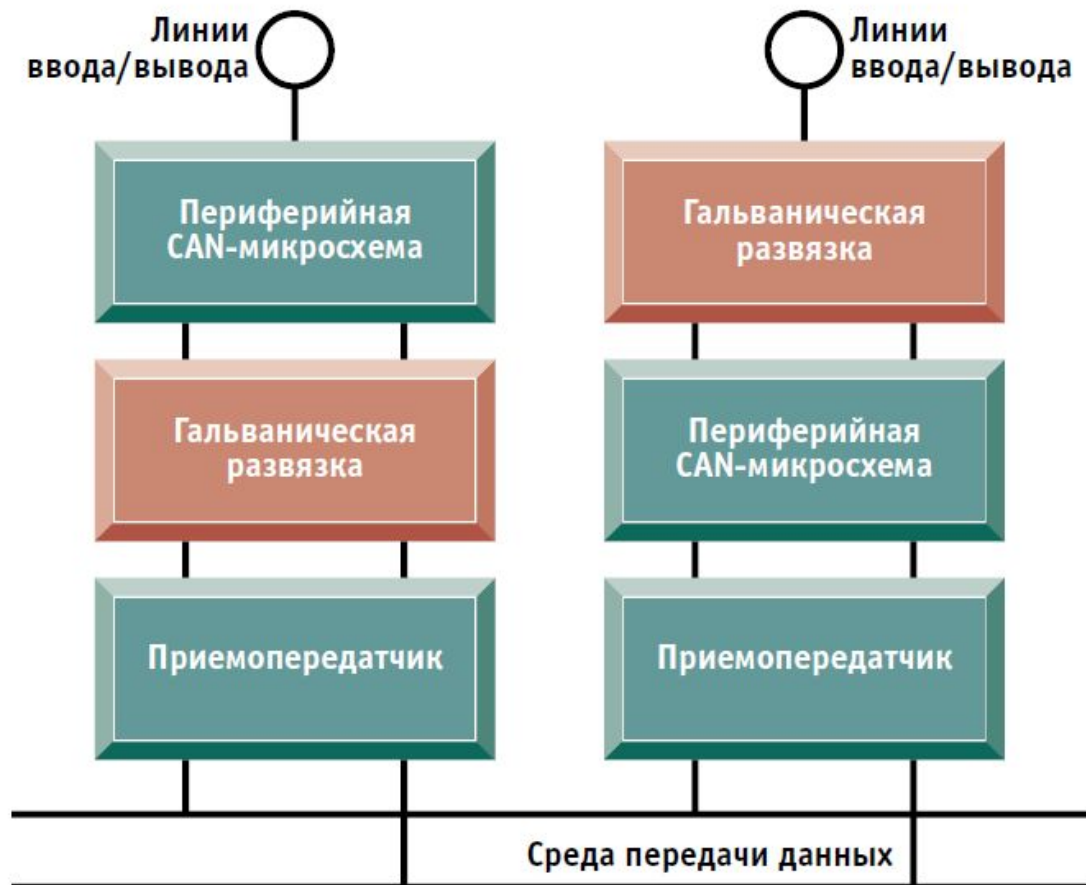 Линии
ввода/вывода
Периферийная
CAN-микросхема
Гальваническая
развязка
Приемопередатчик
Линии
ввода/вывода
Гальваническая
развязка
Периферийная
CAN-микросхема
Приемопередатчик
Среда передачи данных